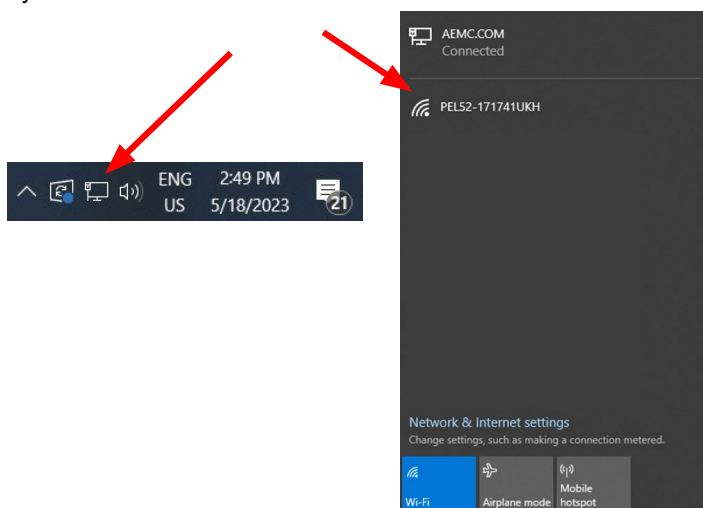 ENG
2:49 PM
US
5/18/2023
21
AEMC.COM
Connected
PEL52-171741UKH
Network & Internet settings
Change settings, such as making a connection metered.
Wi-Fi
Airplane mode
Mobile
hotspot